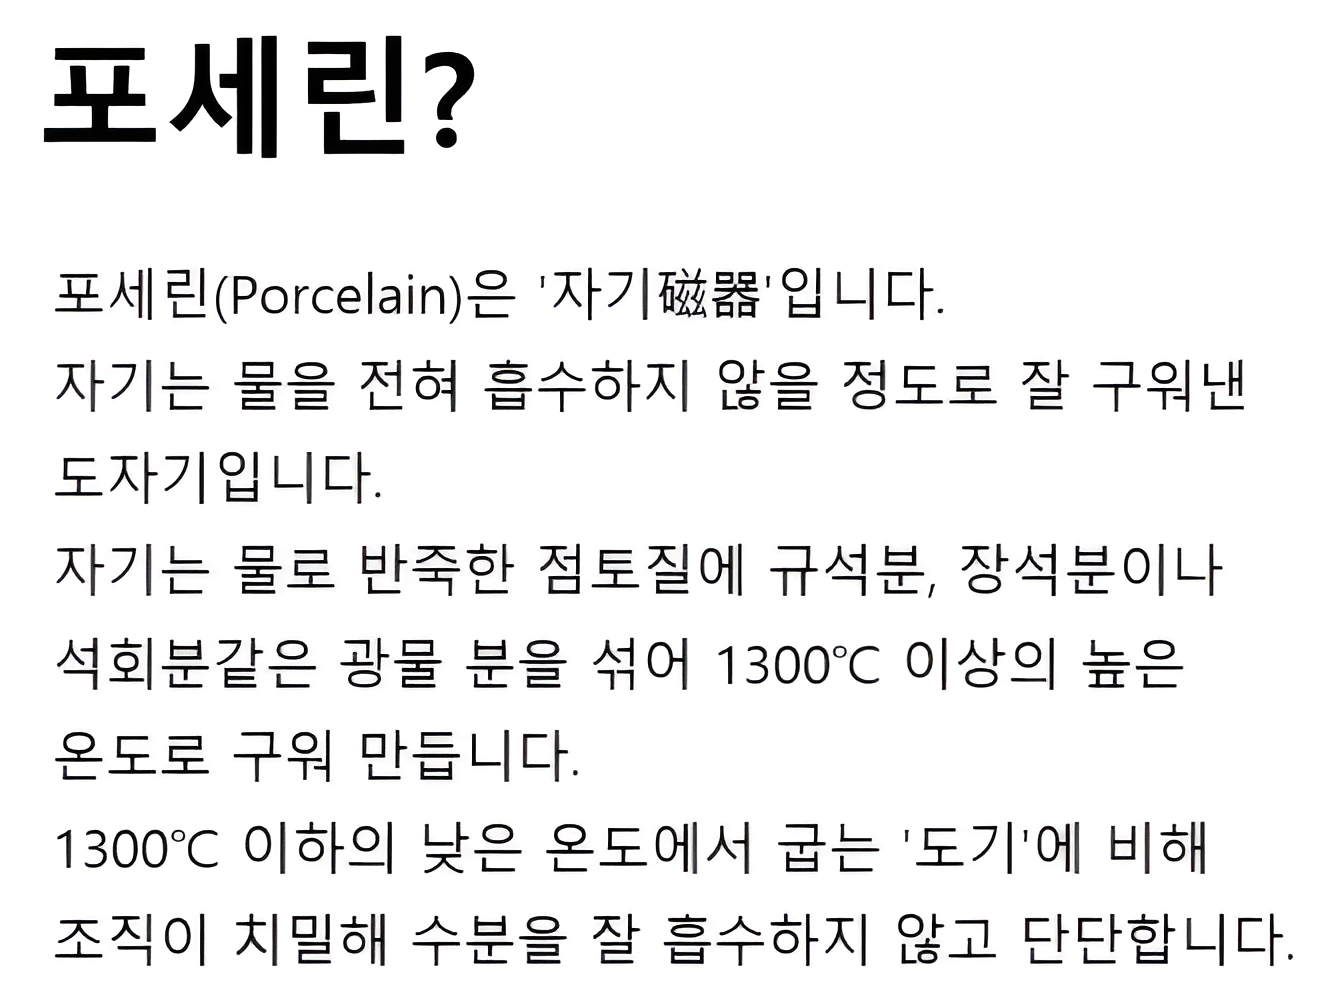 포세린?
포세린(Porcelain)은 '자기磁器'입니다.
자기는 물을 전혀 흡수하지 않을 정도로 잘 구워낸
도자기입니다.
자기는 물로 반죽한 점토질에 규석분, 장석분이나
석회분같은 광물 분을 섞어 1300℃ 이상의 높은
온도로 구워 만듭니다.
1300℃ 이하의 낮은 온도에서 굽는 '도기'에 비해
조직이 치밀해 수분을 잘 흡수하지 않고 단단합니다.